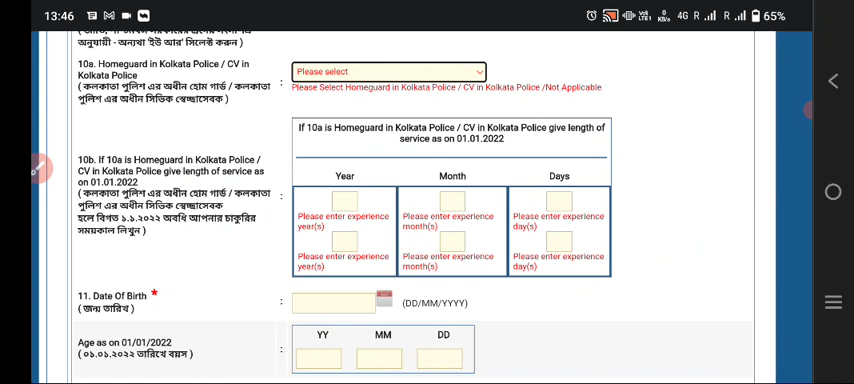 13:46
4G R R 65%
অনুযায়ী - অন্যথা 'ইউ আর' সিলেক্ট করুন )
10a. Homeguard in Kolkata Police / CV in
Kolkata Police
( কলকাতা পুলিশ এর অধীন হোম গার্ড / কলকাতা
পুলিশ এর অধীন সিভিক স্বেচ্ছাসেবক )
:
Please select
Please Select Homeguard in Kolkata Police / CV in Kolkata Police /Not Applicable
10b. If 10a is Homeguard in Kolkata Police /
CV in Kolkata Police give length of service as
on 01.01.2022
( কলকাতা পুলিশ এর অধীন হোম গার্ড / কলকাতা
পুলিশ এর অধীন সিভিক স্বেচ্ছাসেবক
হলে বিগত ১.১.২০২২ অবধি আপনার চাকুরির
সময়কাল লিখুন )
:
If 10a is Homeguard in Kolkata Police / CV in Kolkata Police give length of
service as on 01.01.2022
Year Month Days
Please enter experience Please enter experience Please enter experience
year(s) month(s) day(s)
Please enter experience Please enter experience Please enter experience
year(s) month(s) day(s)
11. Date Of Birth *
( জন্ম তারিখ )
:
(DD/MM/YYYY)
Age as on 01/01/2022
( ০১.০১.২০২২ তারিখে বয়স )
:
YY MM DD